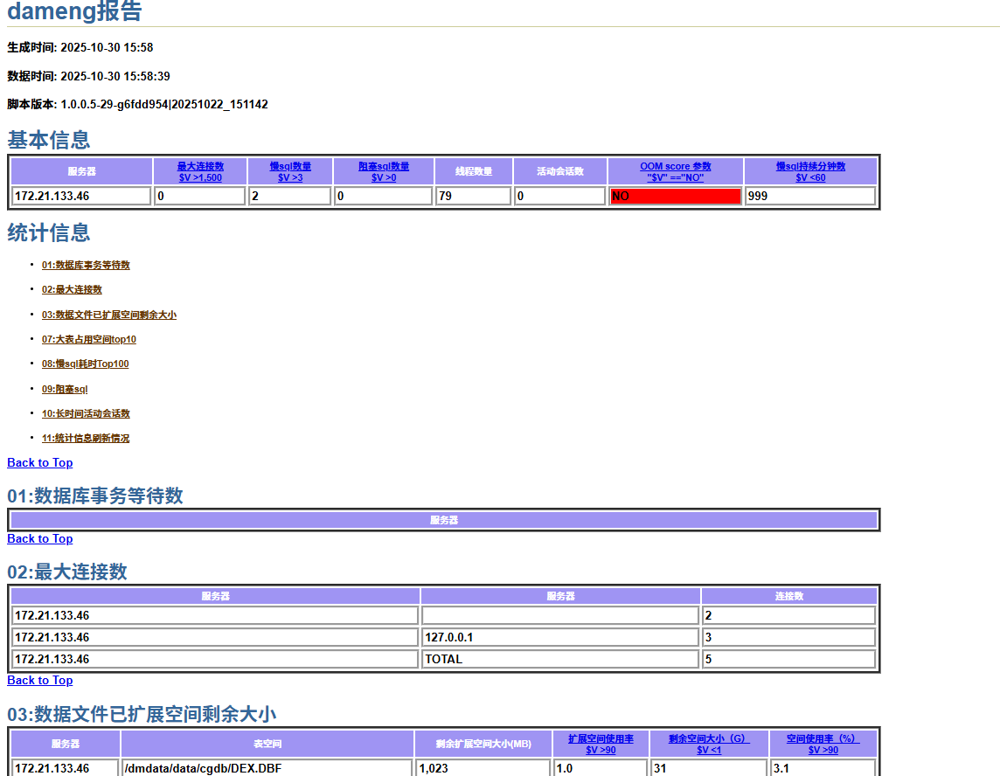 dameng报告
生成时间: 2025-10-30 15:58
数据时间: 2025-10-30 15:58:39
脚本版本: 1.0.0.5-29-g6fdd954|20251022_151142
基本信息
服务器 最大连接数 $V >1,500 慢sql数量 $V >3 阻塞sql数量 $V >0 线程数量 活动会话数 OOM score 参数 "$V" =="NO" 慢sql持续分钟数 $V <60
172.21.133.46 0 2 0 79 0 NO 999
统计信息
• 01:数据库事务等待数
• 02:最大连接数
• 03:数据文件已扩展空间剩余大小
• 07:大表占用空间top10
• 08:慢sql耗时Top100
• 09:阻塞sql
• 10:长时间活动会话数
• 11:统计信息刷新情况
Back to Top
01:数据库事务等待数
服务器
Back to Top
02:最大连接数
服务器 服务器 连接数
172.21.133.46 2
172.21.133.46 127.0.0.1 3
172.21.133.46 TOTAL 5
Back to Top
03:数据文件已扩展空间剩余大小
服务器 表空间 剩余扩展空间大小(MB) 扩展空间使用率 $V >90 剩余空间大小（G） $V <1 空间使用率（%） $V >90
172.21.133.46 /dmdata/data/cgdb/DEX.DBF 1,023 1.0 31 3.1